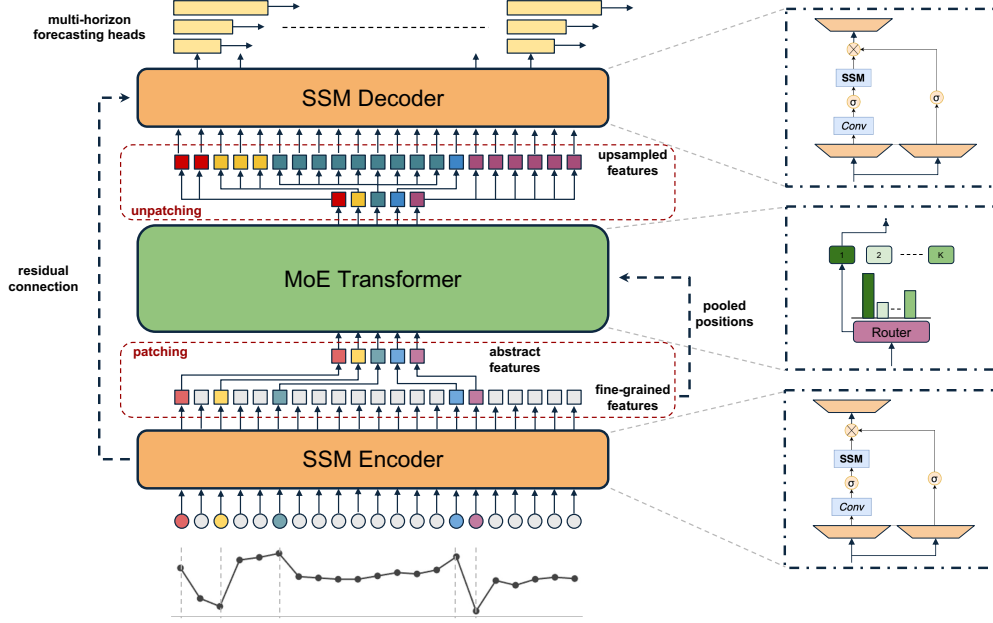 multi-horizon
forecasting heads
SSM Decoder
upsampled
features
unpatching
residual
connection
MoE Transformer
pooled
positions
patching
abstract
features
fine-grained
features
SSM Encoder
SSM
σ
σ
Conv
1
2
K
Router
SSM
σ
σ
Conv